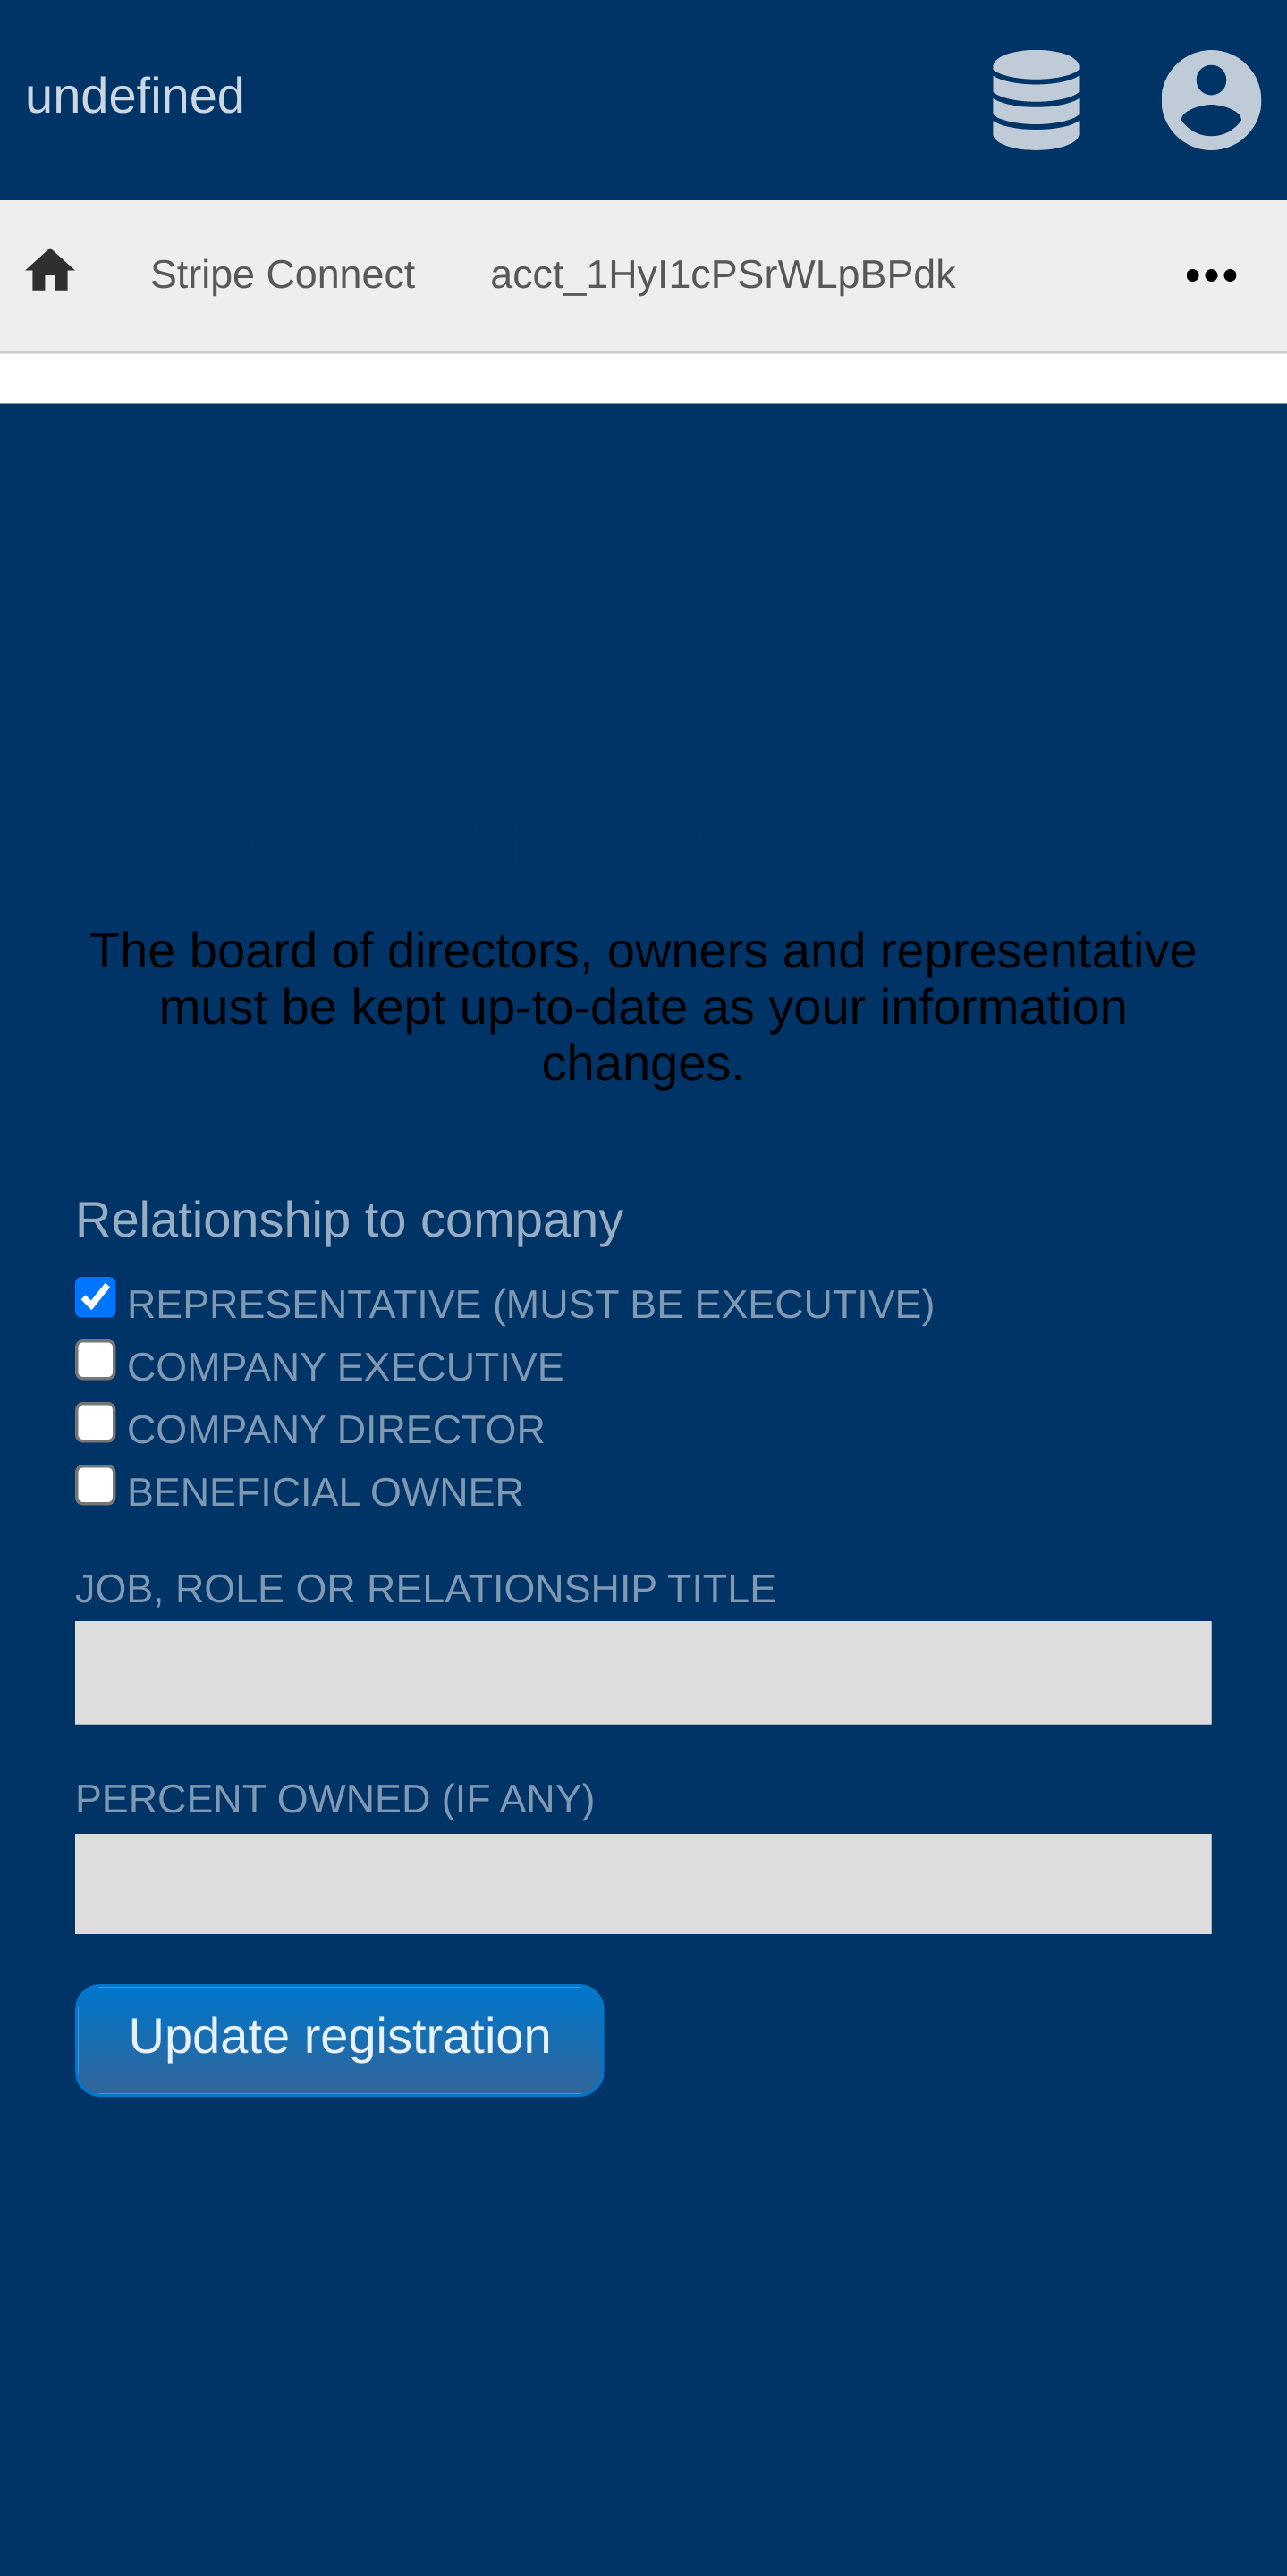 undefined
Stripe Connect acct_1HyI1cPSrWLpBPdk
The board of directors, owners and representative
must be kept up-to-date as your information
changes.
Relationship to company
REPRESENTATIVE (MUST BE EXECUTIVE)
COMPANY EXECUTIVE
COMPANY DIRECTOR
BENEFICIAL OWNER
JOB, ROLE OR RELATIONSHIP TITLE
PERCENT OWNED (IF ANY)
Update registration